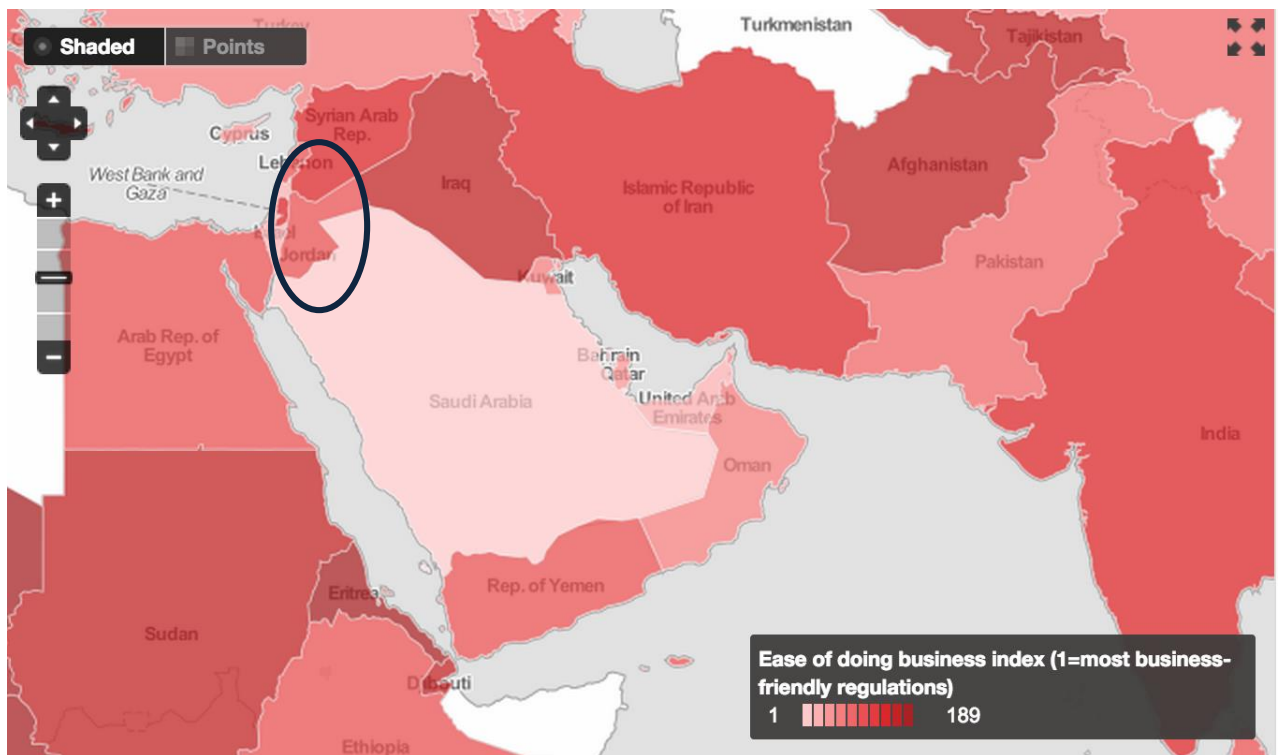 Turkey
Turkmenistan
Shaded
Points
Tajikistan
Cyprus
Syrian Arab
Rep.
Lebanon
West Bank and
Gaza
Iraq
Islamic Republic
of Iran
Afghanistan
+
Jordan
Pakistan
Kuwait
Arab Rep. of
Egypt
−
Bahrain
Qatar
Saudi Arabia
United Arab
Emirates
India
Oman
Rep. of Yemen
Eritrea
Sudan
Djibouti
Ethiopia
Ease of doing business index (1=most business-
friendly regulations)
1 189